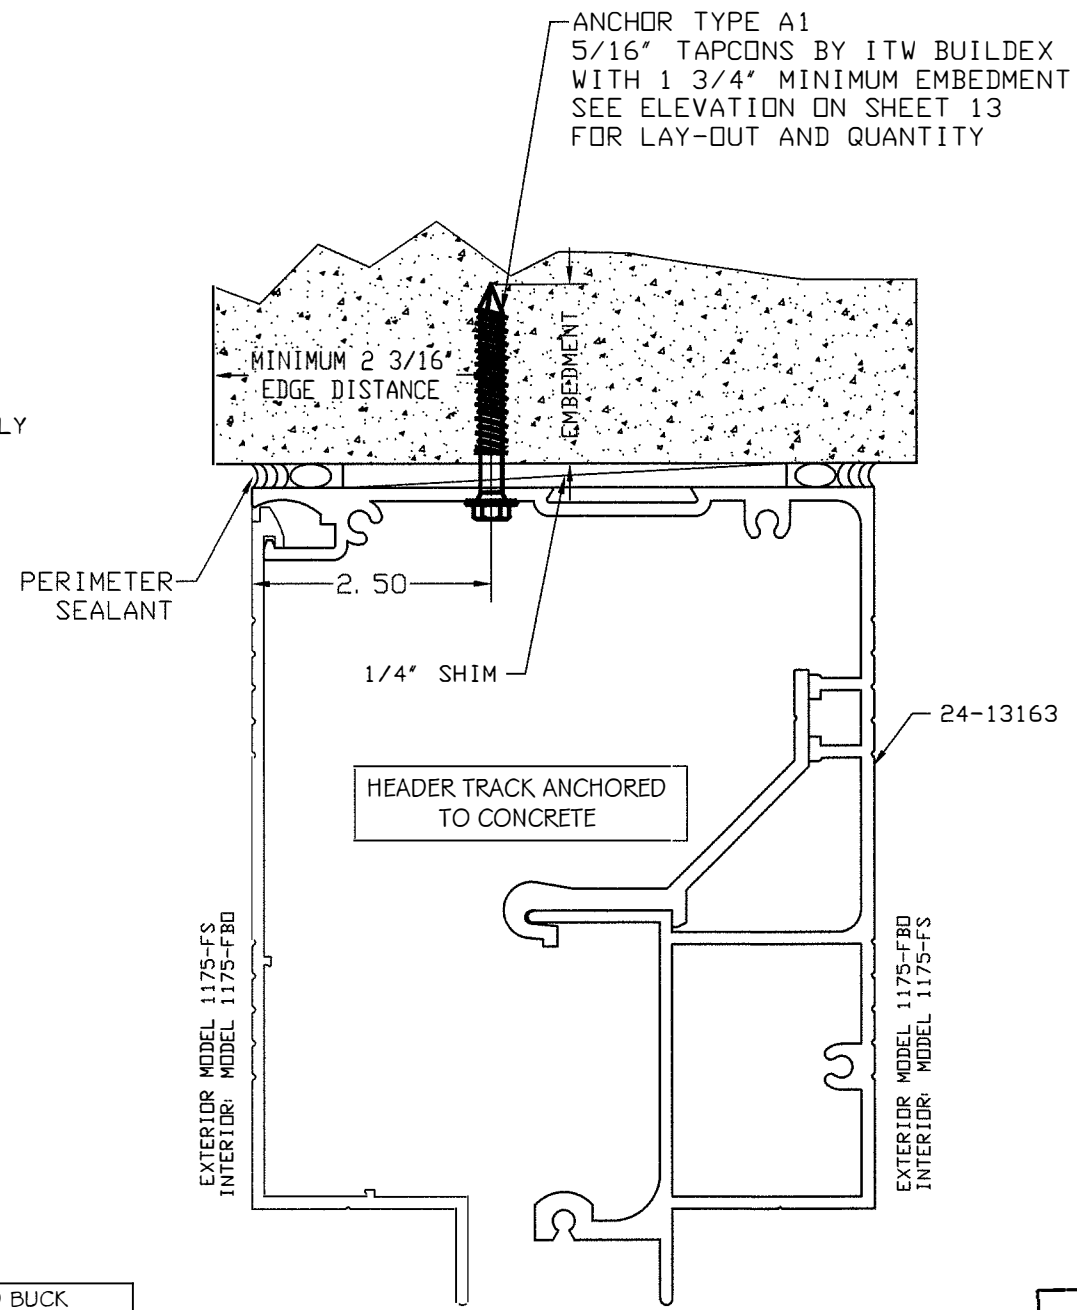 ANCHOR TYPE A1
5/16" TAPCONS BY ITW BUILDEX
WITH 1 3/4" MINIMUM EMBEDMENT
SEE ELEVATION ON SHEET 13
FOR LAY-OUT AND QUANTITY
MINIMUM 2 3/16"
EDGE DISTANCE
EMBEDMENT
LY
PERIMETER
SEALANT
2.50
1/4" SHIM
24-13163
HEADER TRACK ANCHORED
TO CONCRETE
EXTERIOR MODEL 1175-FS
INTERIOR: MODEL 1175-FBO
EXTERIOR MODEL 1175-FBO
INTERIOR: MODEL 1175-FS
BUCK